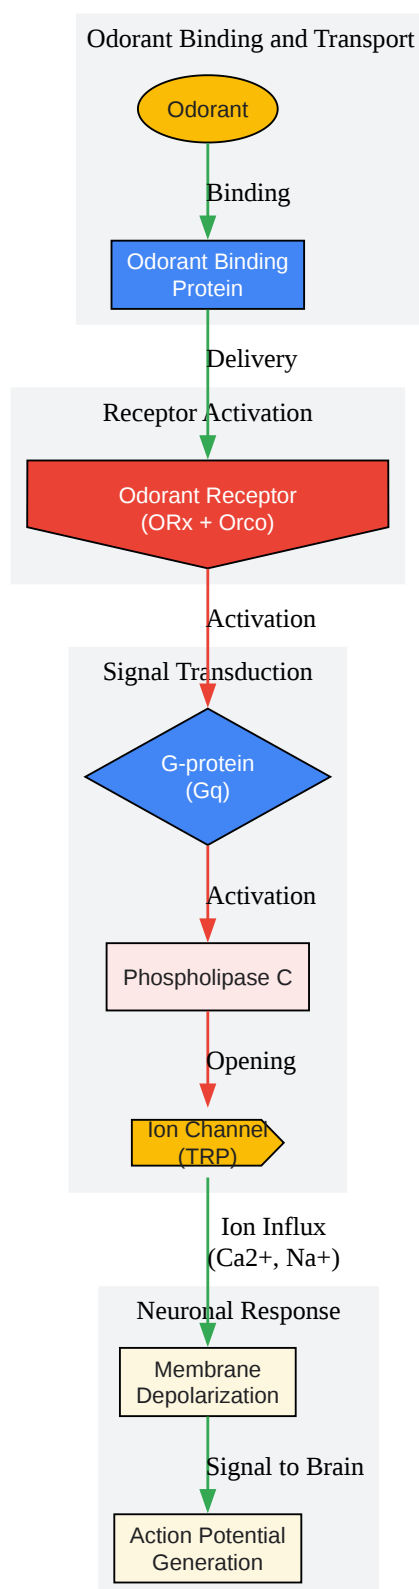 Odorant Binding and Transport
Odorant
Binding
Odorant Binding
Protein
Delivery
Receptor Activation
Odorant Receptor
(ORx + Orco)
Activation
Signal Transduction
G-protein
(Gq)
Activation
Phospholipase C
Opening
Ion Channel
(TRP)
Ion Influx
(Ca2+, Na+)
Neuronal Response
Membrane
Depolarization
Signal to Brain
Action Potential
Generation